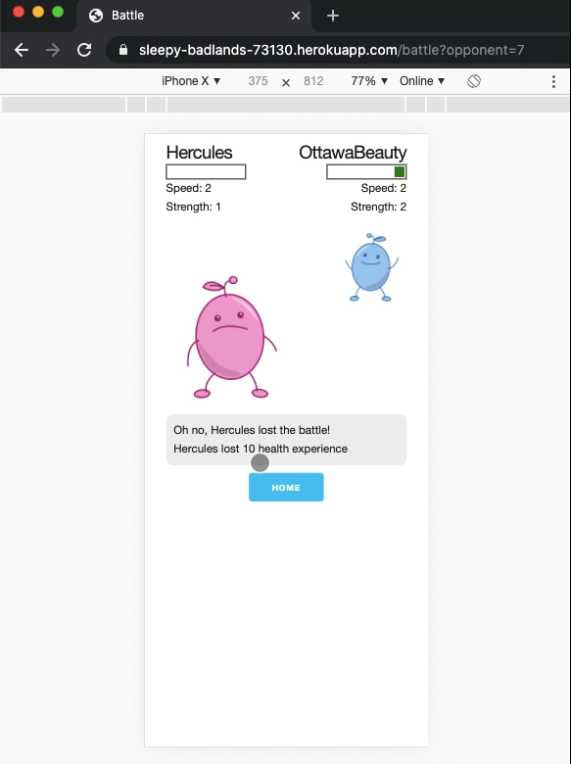 Battle
sleepy-badlands-73130.herokuapp.com/battle?opponent=7
iPhone X ▼ 375 x 812 77% ▼ Online ▼
Hercules OttawaBeauty
Speed: 2 Speed: 2
Strength: 1 Strength: 2
Oh no, Hercules lost the battle!
Hercules lost 10 health experience
HOME